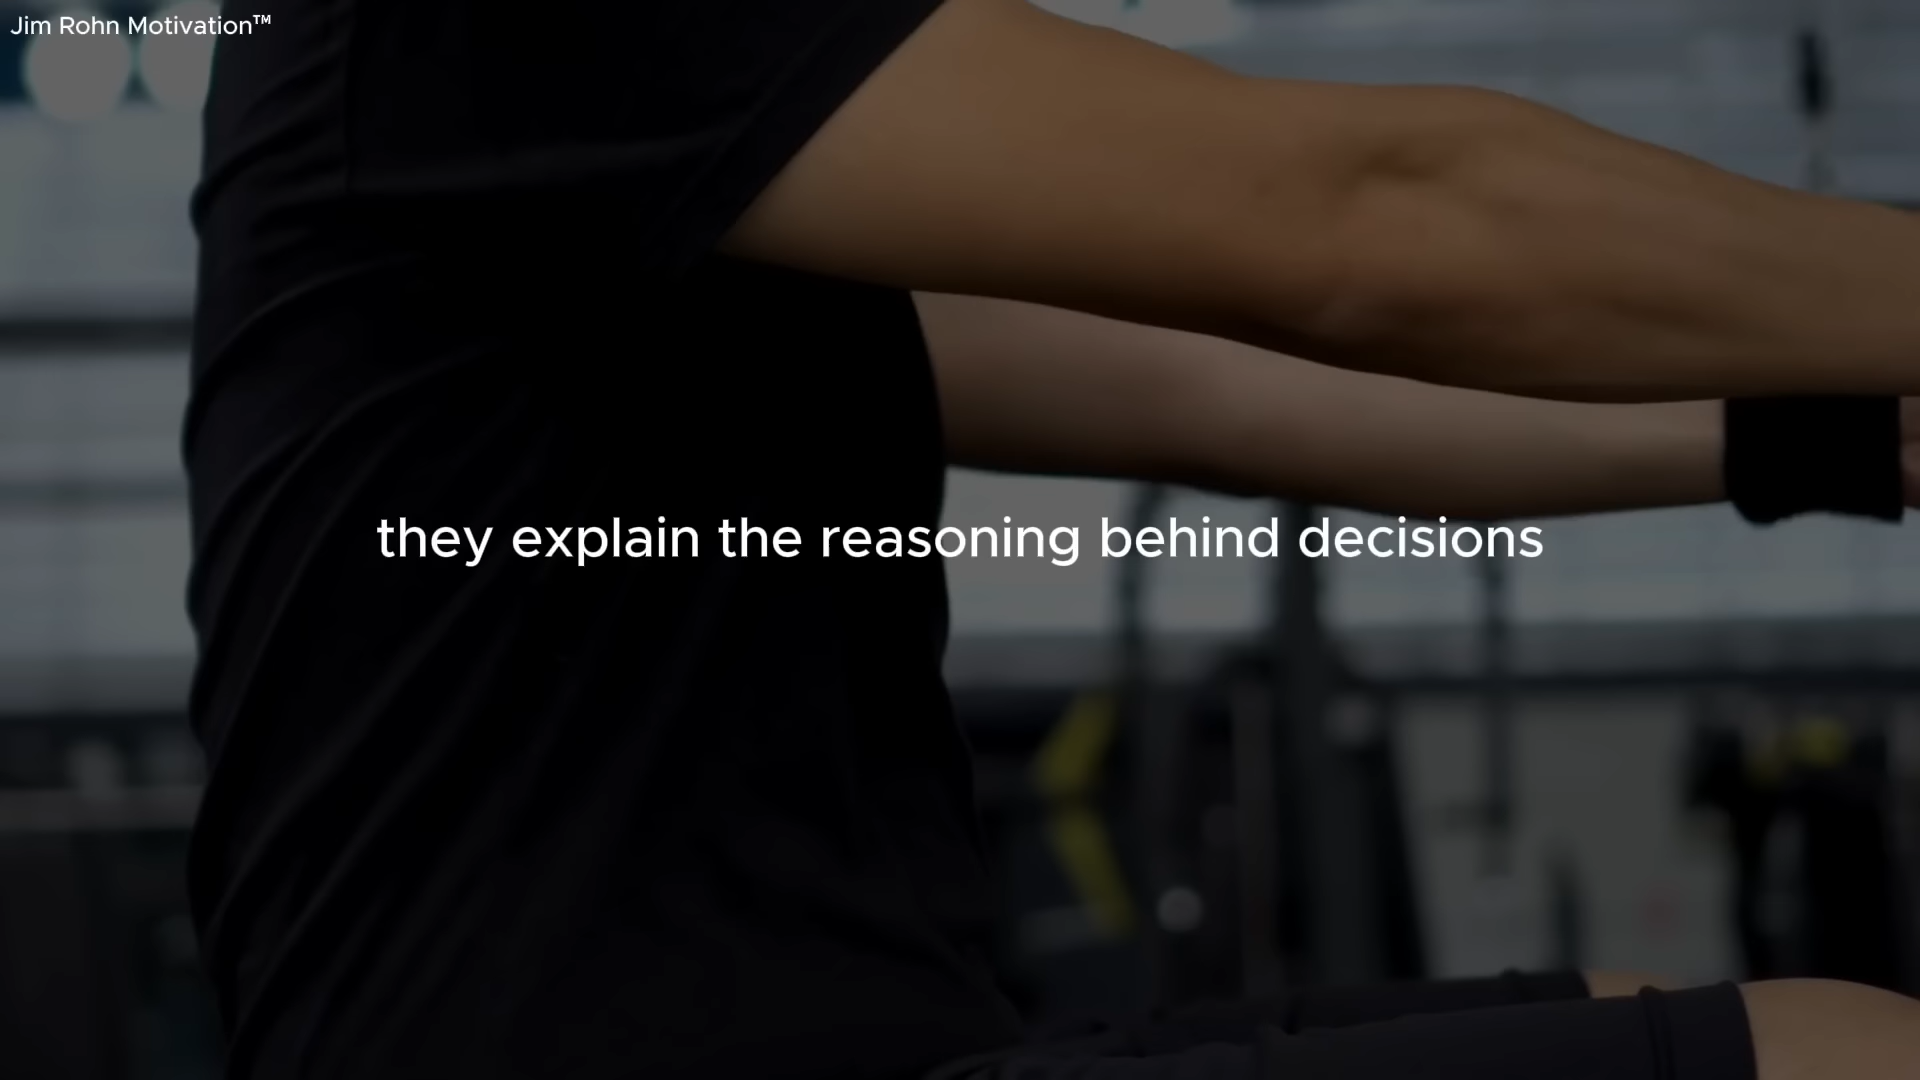 Jim Rohn Motivation™
they explain the reasoning behind decisions